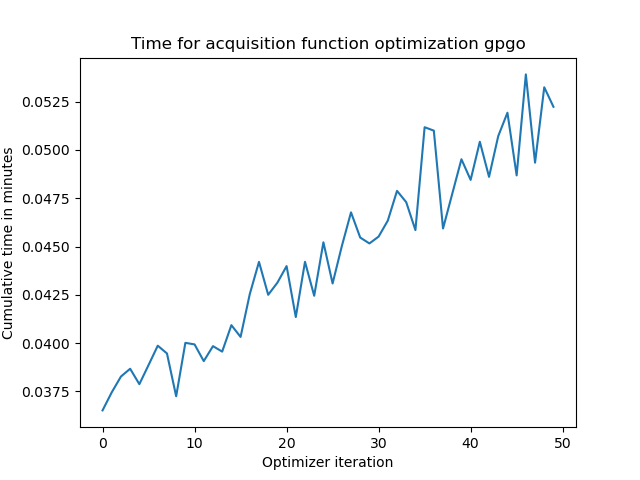 Time for acquisition function optimization gpgo
Cumulative time in minutes
0.0525
0.0500
0.0475
0.0450
0.0425
0.0400
0.0375
0 10 20 30 40 50
Optimizer iteration